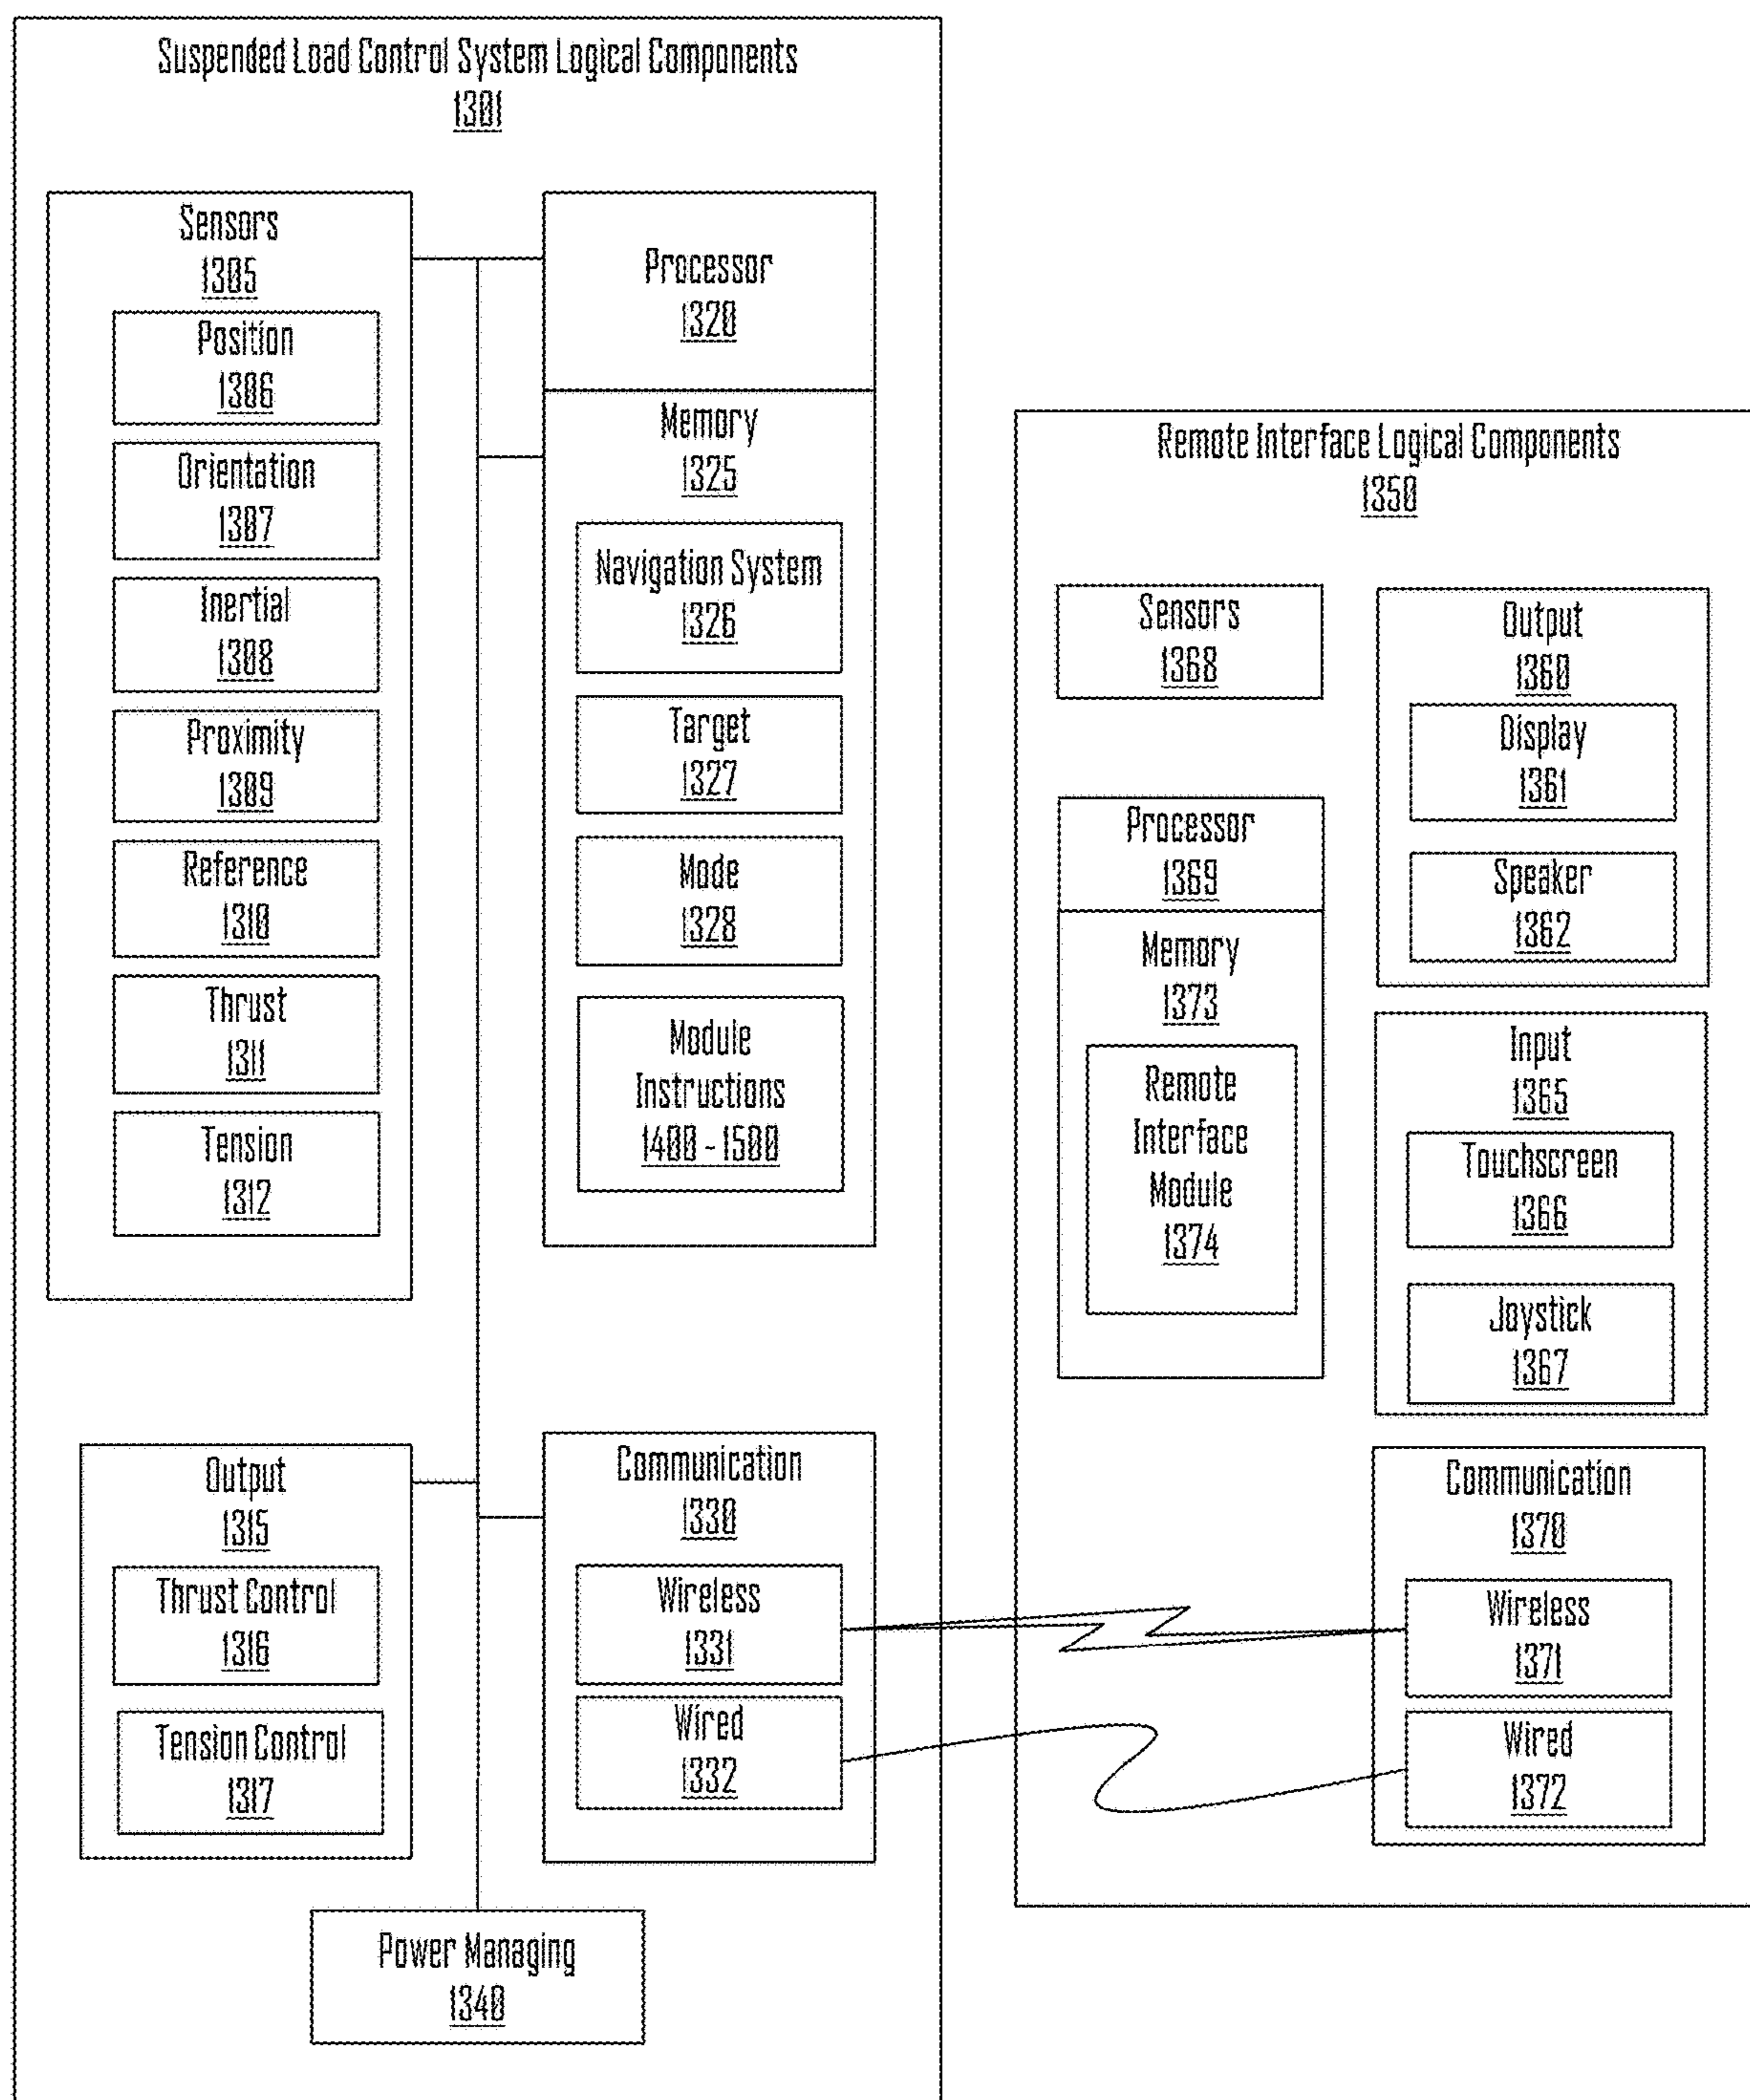 Suspended Load Control System Logical Components
1301
Sensors
1305
Position
1306
Orientation
1307
Inertial
1308
Proximity
1309
Reference
1310
Thrust
1311
Tension
1312
Processor
1320
Memory
1325
Navigation System
1326
Target
1327
Mode
1328
Module
Instructions
1400 - 1500
Output
1315
Thrust Control
1316
Tension Control
1317
Communication
1330
Wireless
1331
Wired
1332
Power Managing
1340
Remote Interface Logical Components
1350
Sensors
1368
Processor
1369
Memory
1373
Remote
Interface
Module
1374
Output
1360
Display
1361
Speaker
1362
Input
1365
Touchscreen
1366
Joystick
1367
Communication
1370
Wireless
1371
Wired
1372